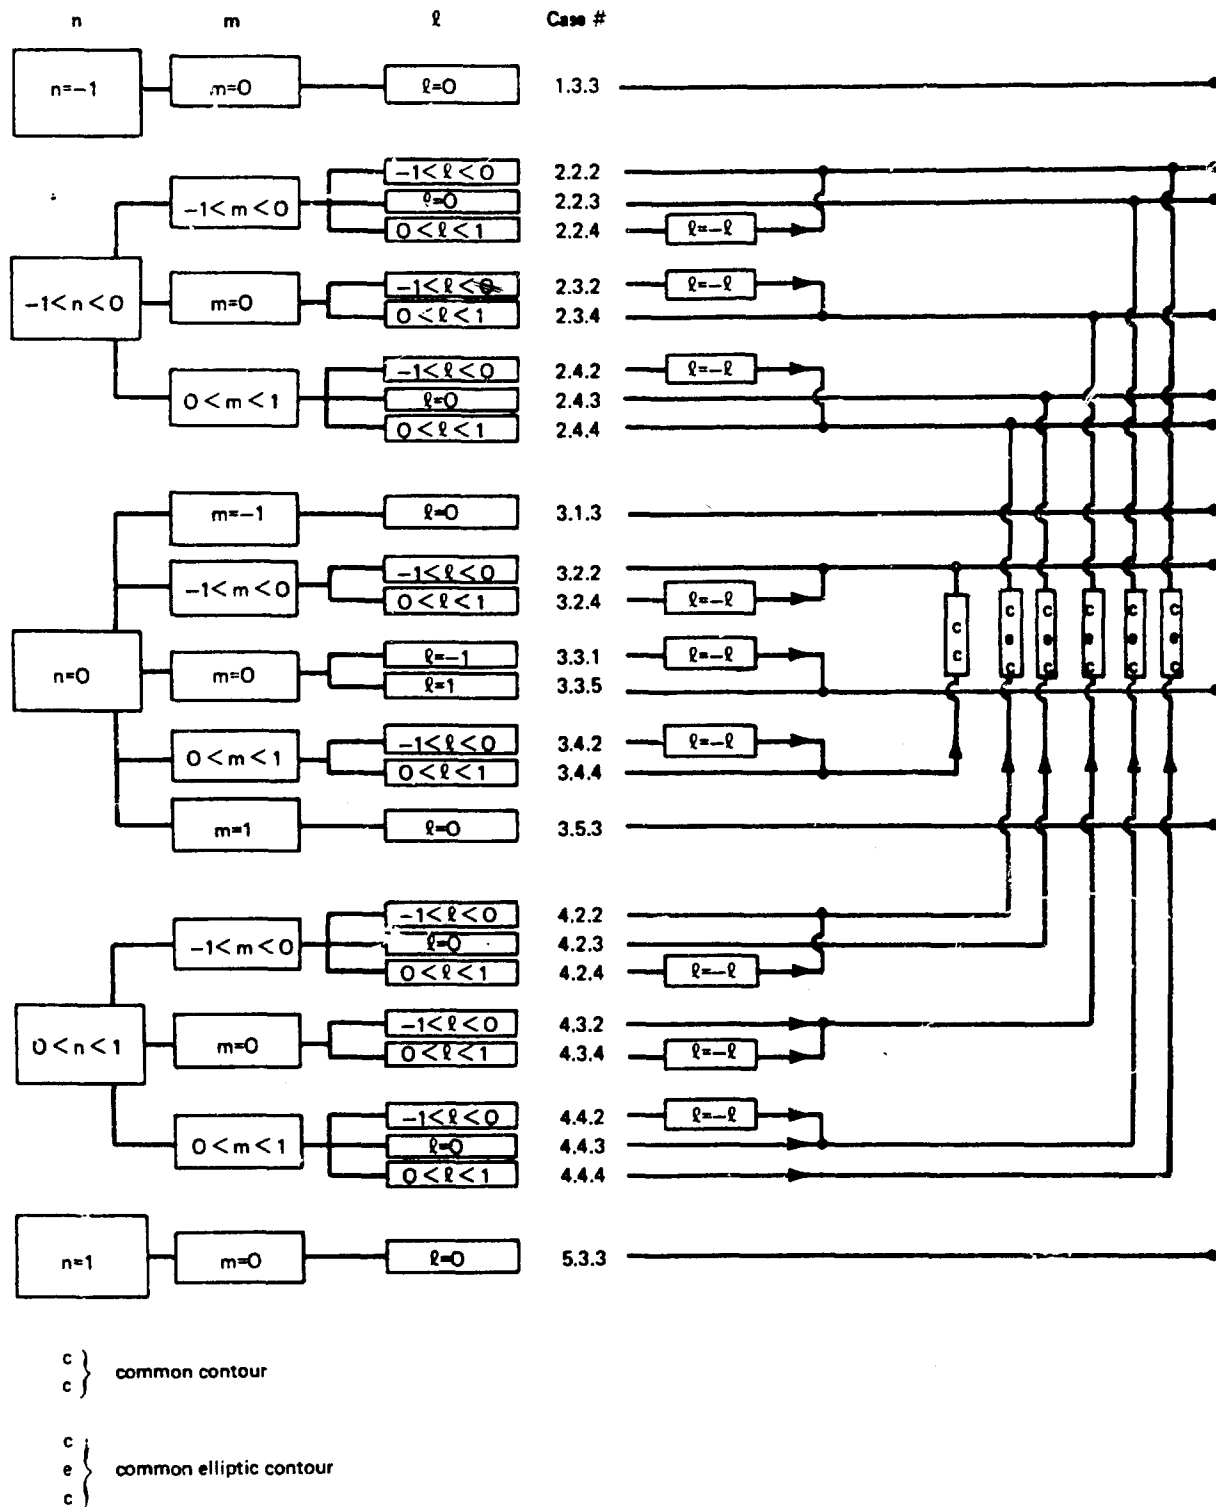 n m ℓ Case #
n=−1 m=0 ℓ=0 1.3.3
−1<ℓ<0 2.2.2
−1<m<0 ℓ=0 2.2.3
0<ℓ<1 2.2.4 ℓ=−ℓ
−1<ℓ<0 2.3.2 ℓ=−ℓ
−1<n<0 m=0
0<ℓ<1 2.3.4
−1<ℓ<0 2.4.2 ℓ=−ℓ
0<m<1 ℓ=0 2.4.3
0<ℓ<1 2.4.4
m=−1 ℓ=0 3.1.3
−1<ℓ<0 3.2.2
−1<m<0
0<ℓ<1 3.2.4 ℓ=−ℓ
c c
c e c
c e c
c e c
c e c
c e c
ℓ=−1 3.3.1 ℓ=−ℓ
n=0 m=0
ℓ=1 3.3.5
−1<ℓ<0 3.4.2 ℓ=−ℓ
0<m<1
0<ℓ<1 3.4.4
m=1 ℓ=0 3.5.3
−1<ℓ<0 4.2.2
−1<m<0 ℓ=0 4.2.3
0<ℓ<1 4.2.4 ℓ=−ℓ
−1<ℓ<0 4.3.2
0<n<1 m=0
0<ℓ<1 4.3.4 ℓ=−ℓ
−1<ℓ<0 4.4.2 ℓ=−ℓ
0<m<1 ℓ=0 4.4.3
0<ℓ<1 4.4.4
n=1 m=0 ℓ=0 5.3.3
c
c } common contour
c
e } common elliptic contour
c